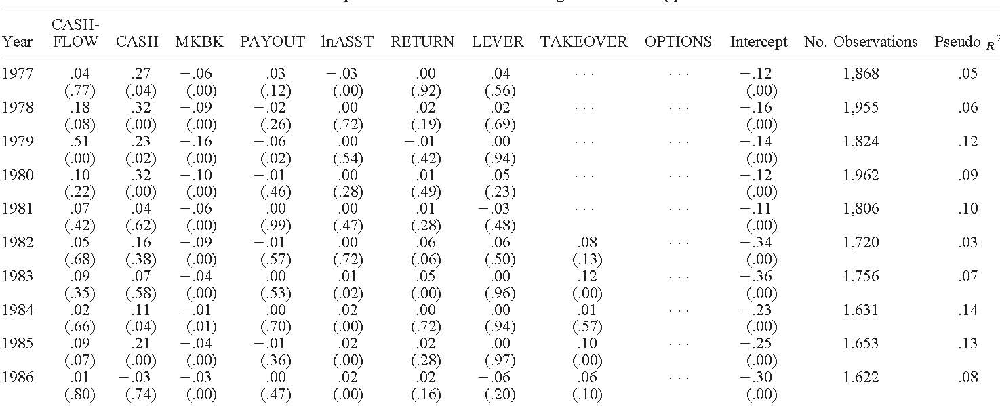 CASH-
Year FLOW CASH MKBK PAYOUT lnASST RETURN LEVER TAKEOVER OPTIONS Intercept No. Observations Pseudo R2
1977 .04 .27 −.06 .03 −.03 .00 .04 ... ... −.12 1,868 .05
(.77) (.04) (.00) (.12) (.00) (.92) (.56) (.00)
1978 .18 .32 −.09 −.02 .00 .02 .02 ... ... −.16 1,955 .06
(.08) (.00) (.00) (.26) (.72) (.19) (.69) (.00)
1979 .51 .23 −.16 −.06 .00 −.01 .00 ... ... −.14 1,824 .12
(.00) (.02) (.00) (.02) (.54) (.42) (.94) (.00)
1980 .10 .32 −.10 −.01 .00 .01 .05 ... ... −.12 1,962 .09
(.22) (.00) (.00) (.46) (.28) (.49) (.23) (.00)
1981 .07 .04 −.06 .00 .00 .01 −.03 ... ... −.11 1,806 .10
(.42) (.62) (.00) (.99) (.47) (.28) (.48) (.00)
1982 .05 .16 −.09 −.01 .00 .06 .06 .08 ... −.34 1,720 .03
(.68) (.38) (.00) (.57) (.72) (.06) (.50) (.13) (.00)
1983 .09 .07 −.04 .00 .01 .05 .00 .12 ... −.36 1,756 .07
(.35) (.58) (.00) (.53) (.02) (.00) (.96) (.00) (.00)
1984 .02 .11 −.01 .00 .02 .00 .00 .01 ... −.23 1,631 .14
(.66) (.04) (.01) (.70) (.00) (.72) (.94) (.57) (.00)
1985 .09 .21 −.04 −.01 .02 .02 .00 .10 ... −.25 1,653 .13
(.07) (.00) (.00) (.36) (.00) (.28) (.97) (.00) (.00)
1986 .01 −.03 −.03 .00 .02 .02 −.06 .06 ... −.30 1,622 .08
(.80) (.74) (.00) (.47) (.00) (.16) (.20) (.10) (.00)